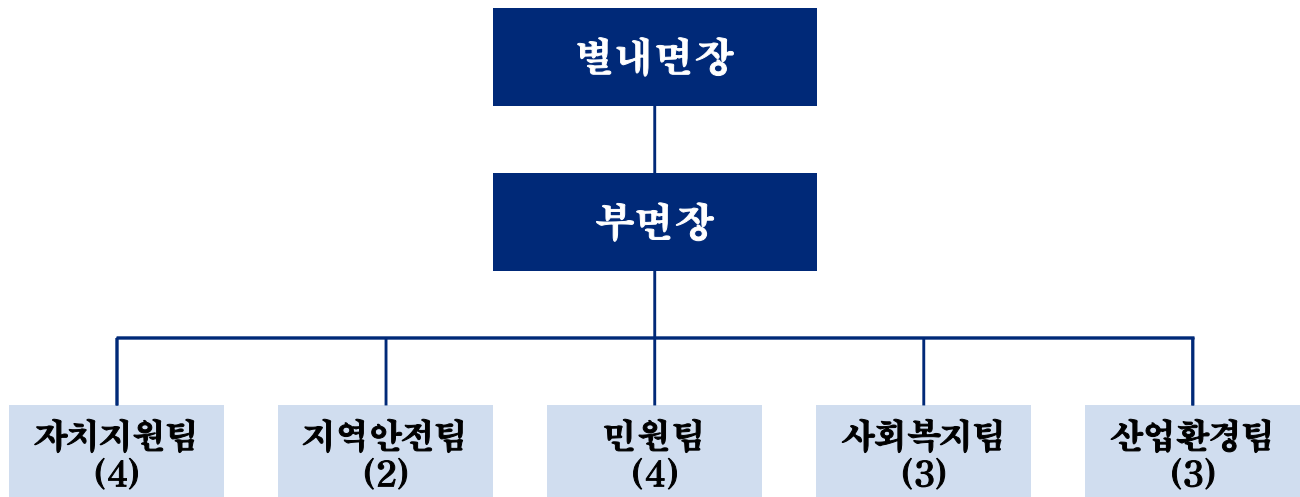 별내면장
부면장
자치지원팀
(4)
지역안전팀
(2)
민원팀
(4)
사회복지팀
(3)
산업환경팀
(3)